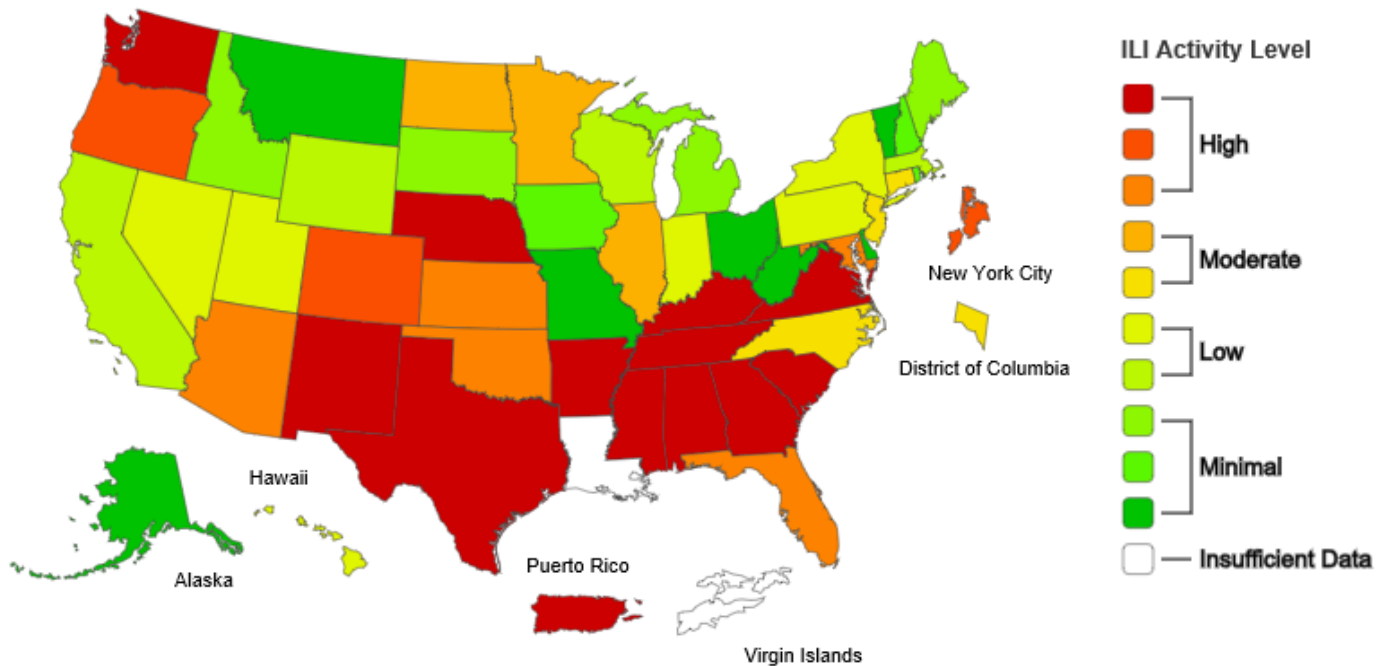 ILI Activity Level
High
Moderate
New York City
Low
District of Columbia
Minimal
Hawaii
Insufficient Data
Puerto Rico
Alaska
Virgin Islands